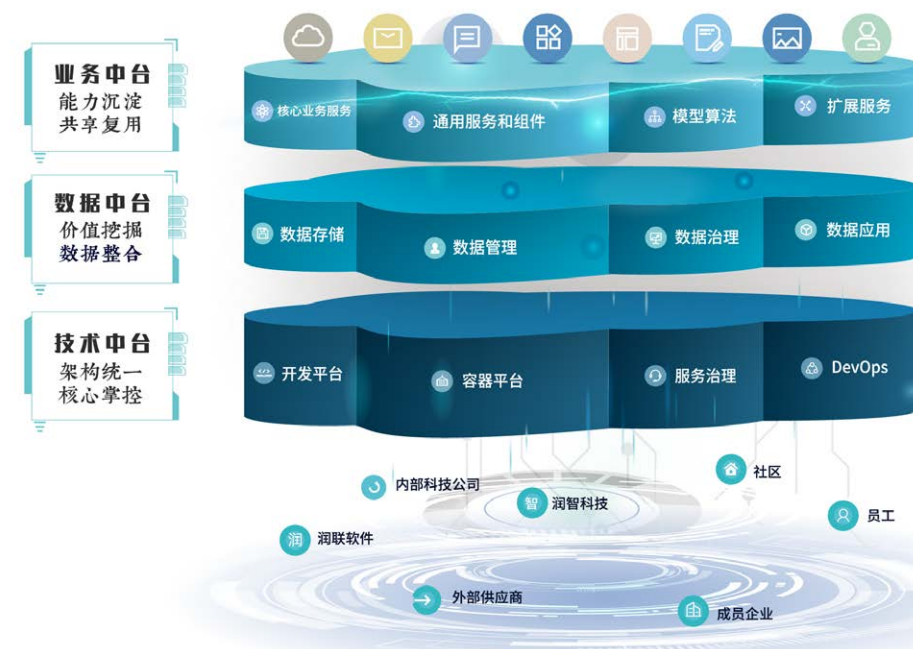 业务中台
能力沉淀
共享复用
核心业务服务
通用服务和组件
模型算法
扩展服务
数据中台
价值挖掘
数据整合
数据存储
数据管理
数据治理
数据应用
技术中台
架构统一
核心掌控
开发平台
容器平台
服务治理
DevOps
内部科技公司
智 润智科技
社区
员工
润 润联软件
外部供应商
成员企业